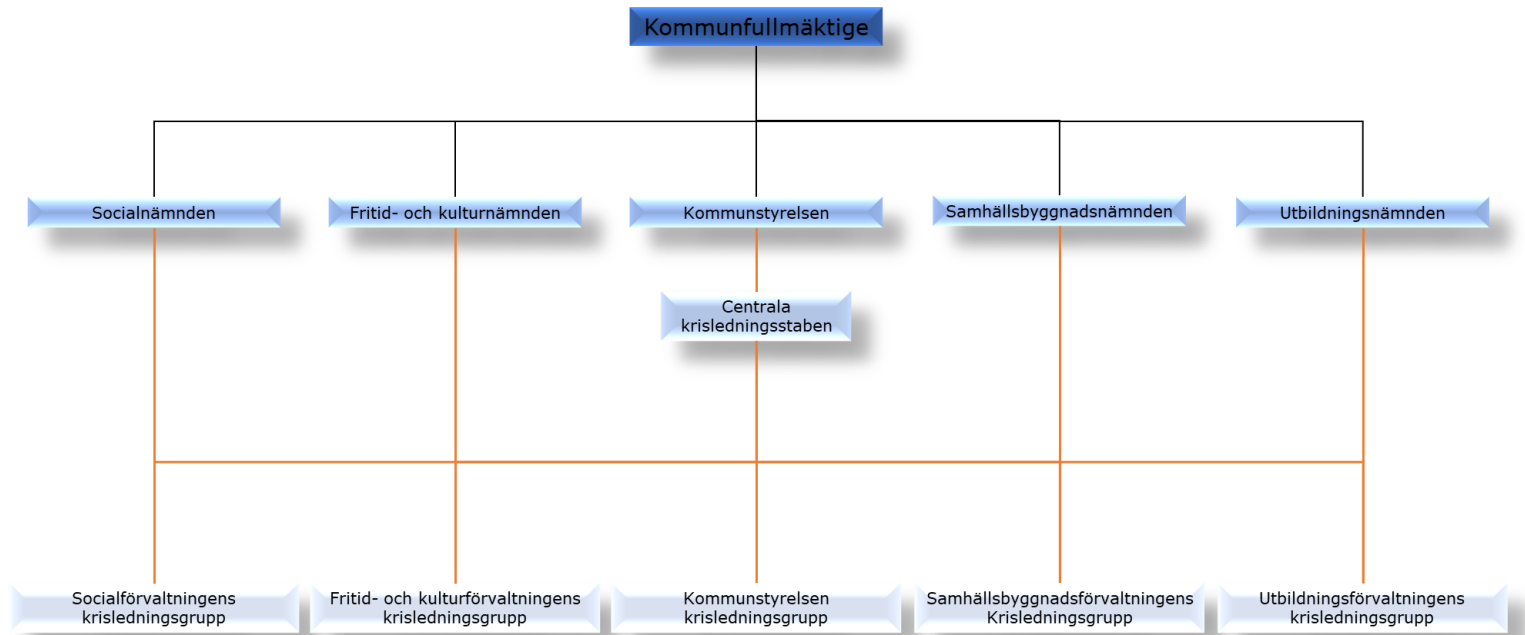 Kommunfullmäktige
Socialnämnden
Fritid- och kulturnämnden
Kommunstyrelsen
Samhällsbyggnadsnämnden
Utbildningsnämnden
Centrala
krisledningsstaben
Socialförvaltningens
krisledningsgrupp
Fritid- och kulturförvaltningens
krisledningsgrupp
Kommunstyrelsen
krisledningsgrupp
Samhällsbyggnadsförvaltningens
Krisledningsgrupp
Utbildningsförvaltningens
krisledningsgrupp